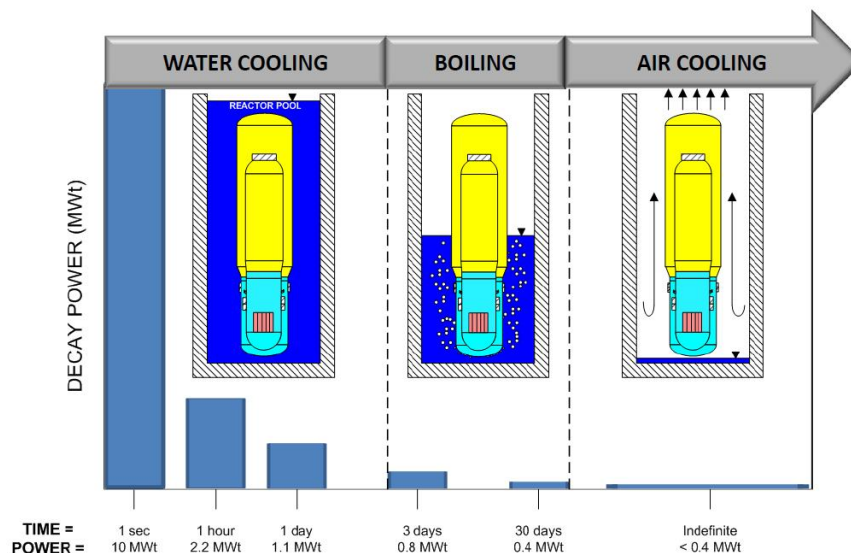 WATER COOLING
BOILING
AIR COOLING
REACTOR POOL
DECAY POWER (MWt)
TIME = 1 sec 1 hour 1 day 3 days 30 days Indefinite
POWER = 10 MWt 2.2 MWt 1.1 MWt 0.8 MWt 0.4 MWt < 0.4 MWt